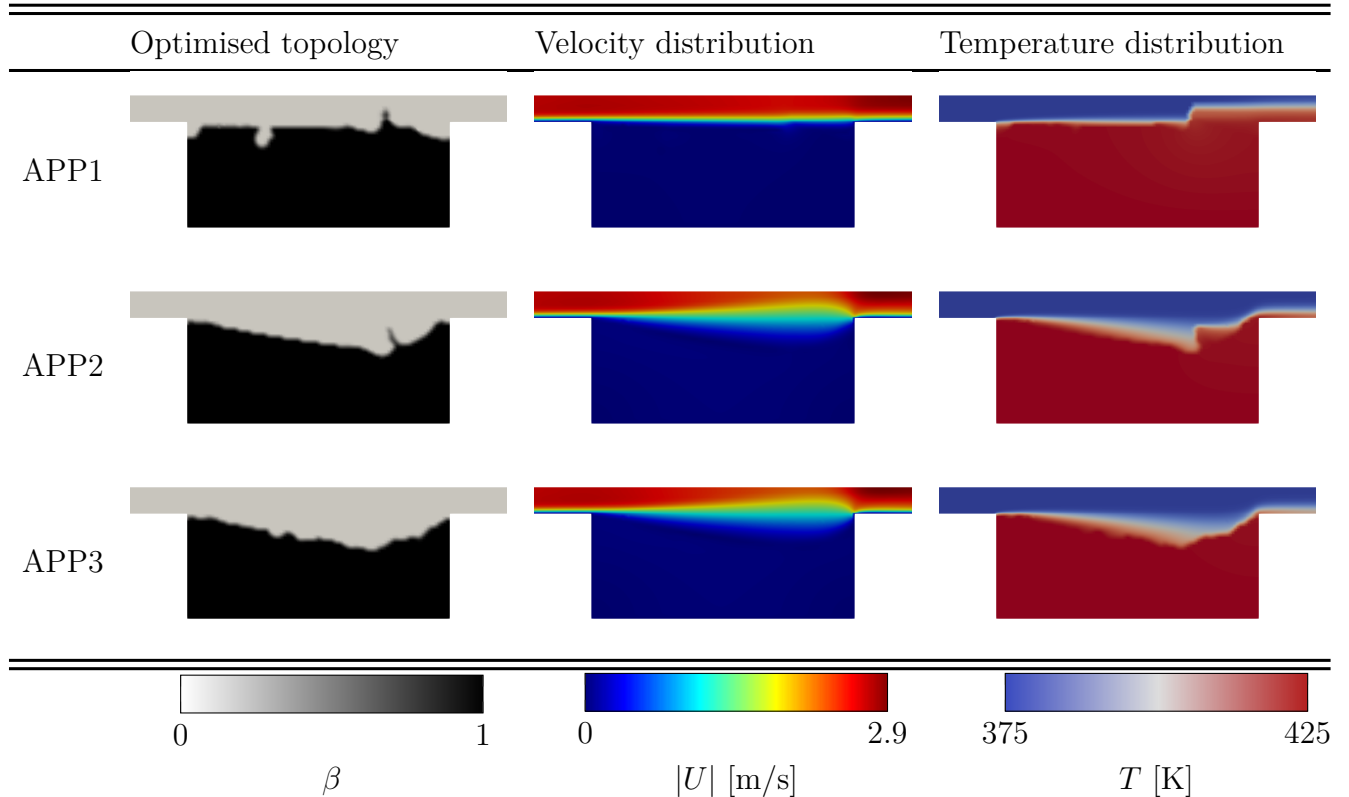 Optimised topology Velocity distribution Temperature distribution
APP1
APP2
APP3
0 1 0 2.9 375 425
β |U| [m/s] T [K]